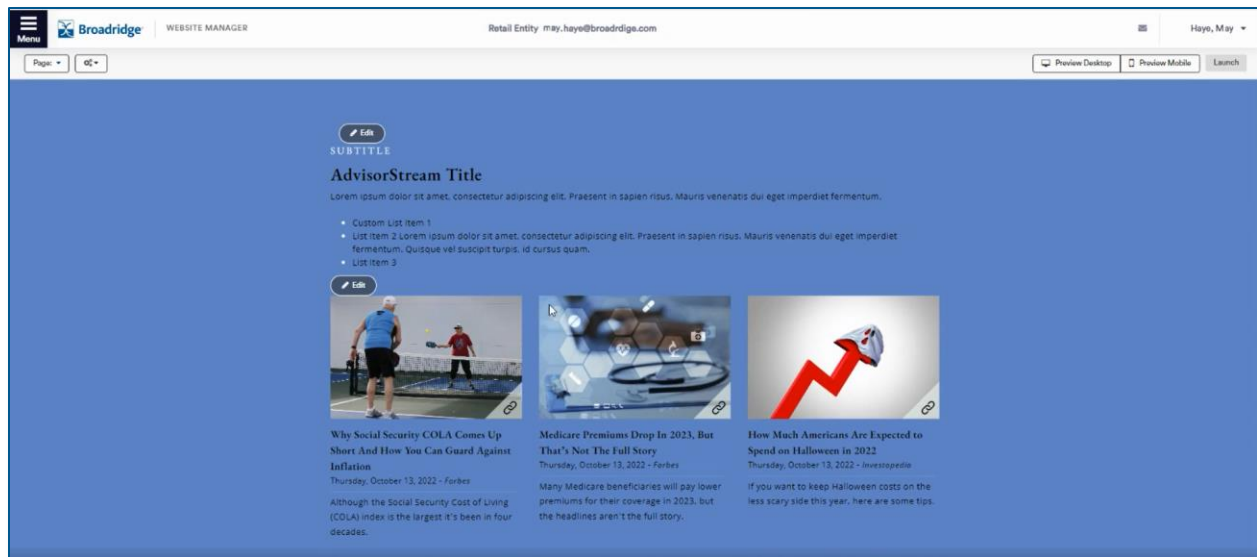 Menu
Broadridge
WEBSITE MANAGER
Retail Entity may.haye@broadrdige.com
Haye, May
Page:
Preview Desktop
Preview Mobile
Launch
Edit
SUBTITLE
AdvisorStream Title
Lorem ipsum dolor sit amet, consectetur adipiscing elit. Praesent in sapien risus. Mauris venenatis dui eget imperdiet fermentum.
Custom List Item 1
List Item 2 Lorem ipsum dolor sit amet, consectetur adipiscing elit. Praesent in sapien risus. Mauris venenatis dui eget imperdiet
fermentum. Quisque vel suscipit turpis, id cursus quam.
List Item 3
Edit
Why Social Security COLA Comes Up
Short And How You Can Guard Against
Inflation
Thursday, October 13, 2022 - Forbes
Although the Social Security Cost of Living
(COLA) index is the largest it's been in four
decades.
Medicare Premiums Drop In 2023, But
That's Not The Full Story
Thursday, October 13, 2022 - Forbes
Many Medicare beneficiaries will pay lower
premiums for their coverage in 2023, but
the headlines aren't the full story.
How Much Americans Are Expected to
Spend on Halloween in 2022
Thursday, October 13, 2022 - Investopedia
If you want to keep Halloween costs on the
less scary side this year, here are some tips.